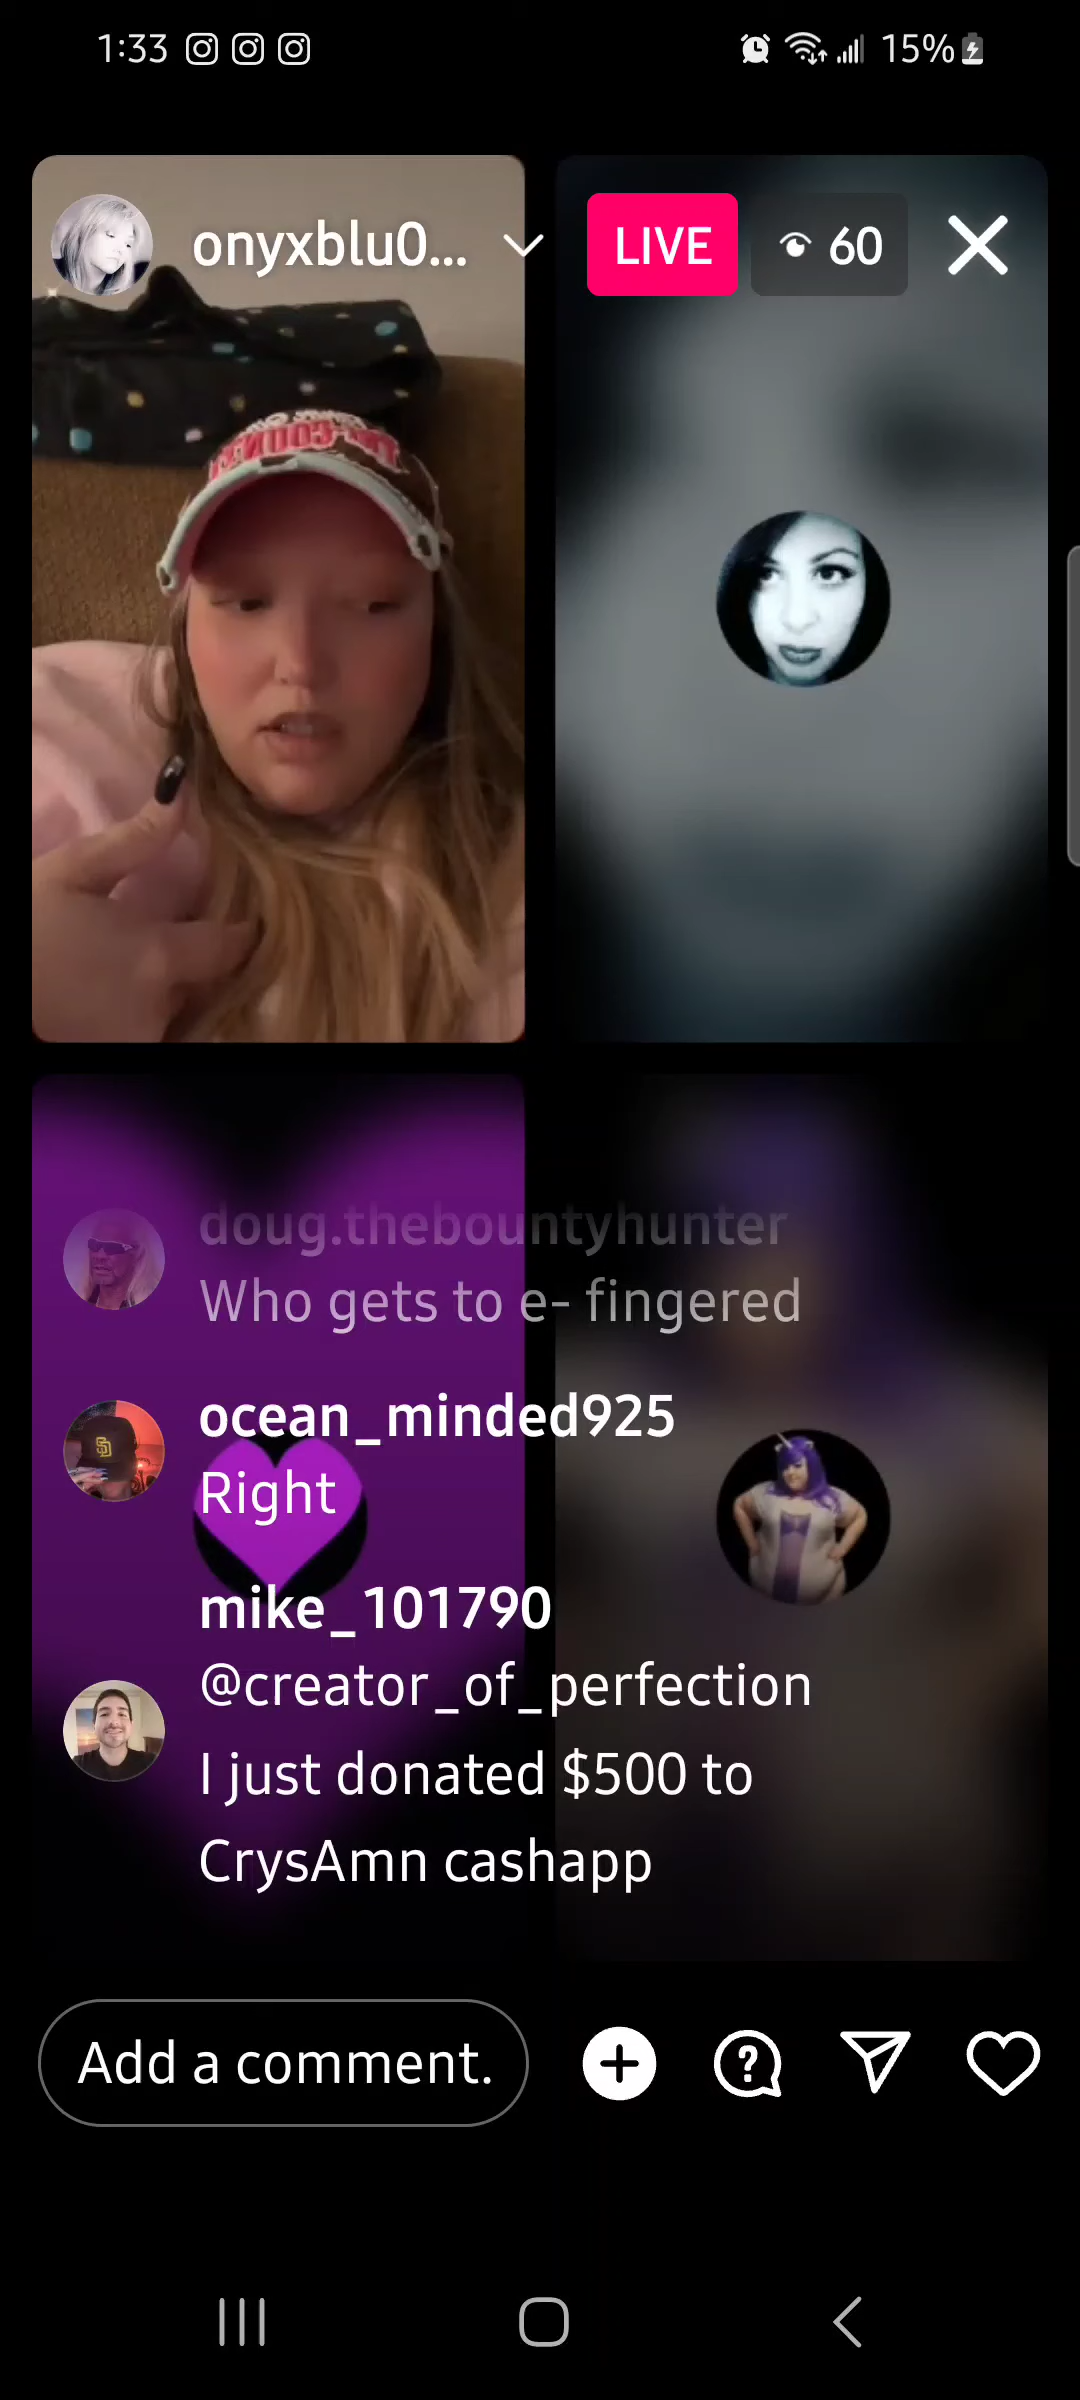 1:33
15%
onyxblu0...
LIVE
60
doug.thebountyhunter
Who gets to e- fingered
ocean_minded925
Right
mike_101790
@creator_of_perfection
I just donated $500 to
CrysAmn cashapp
Add a comment.